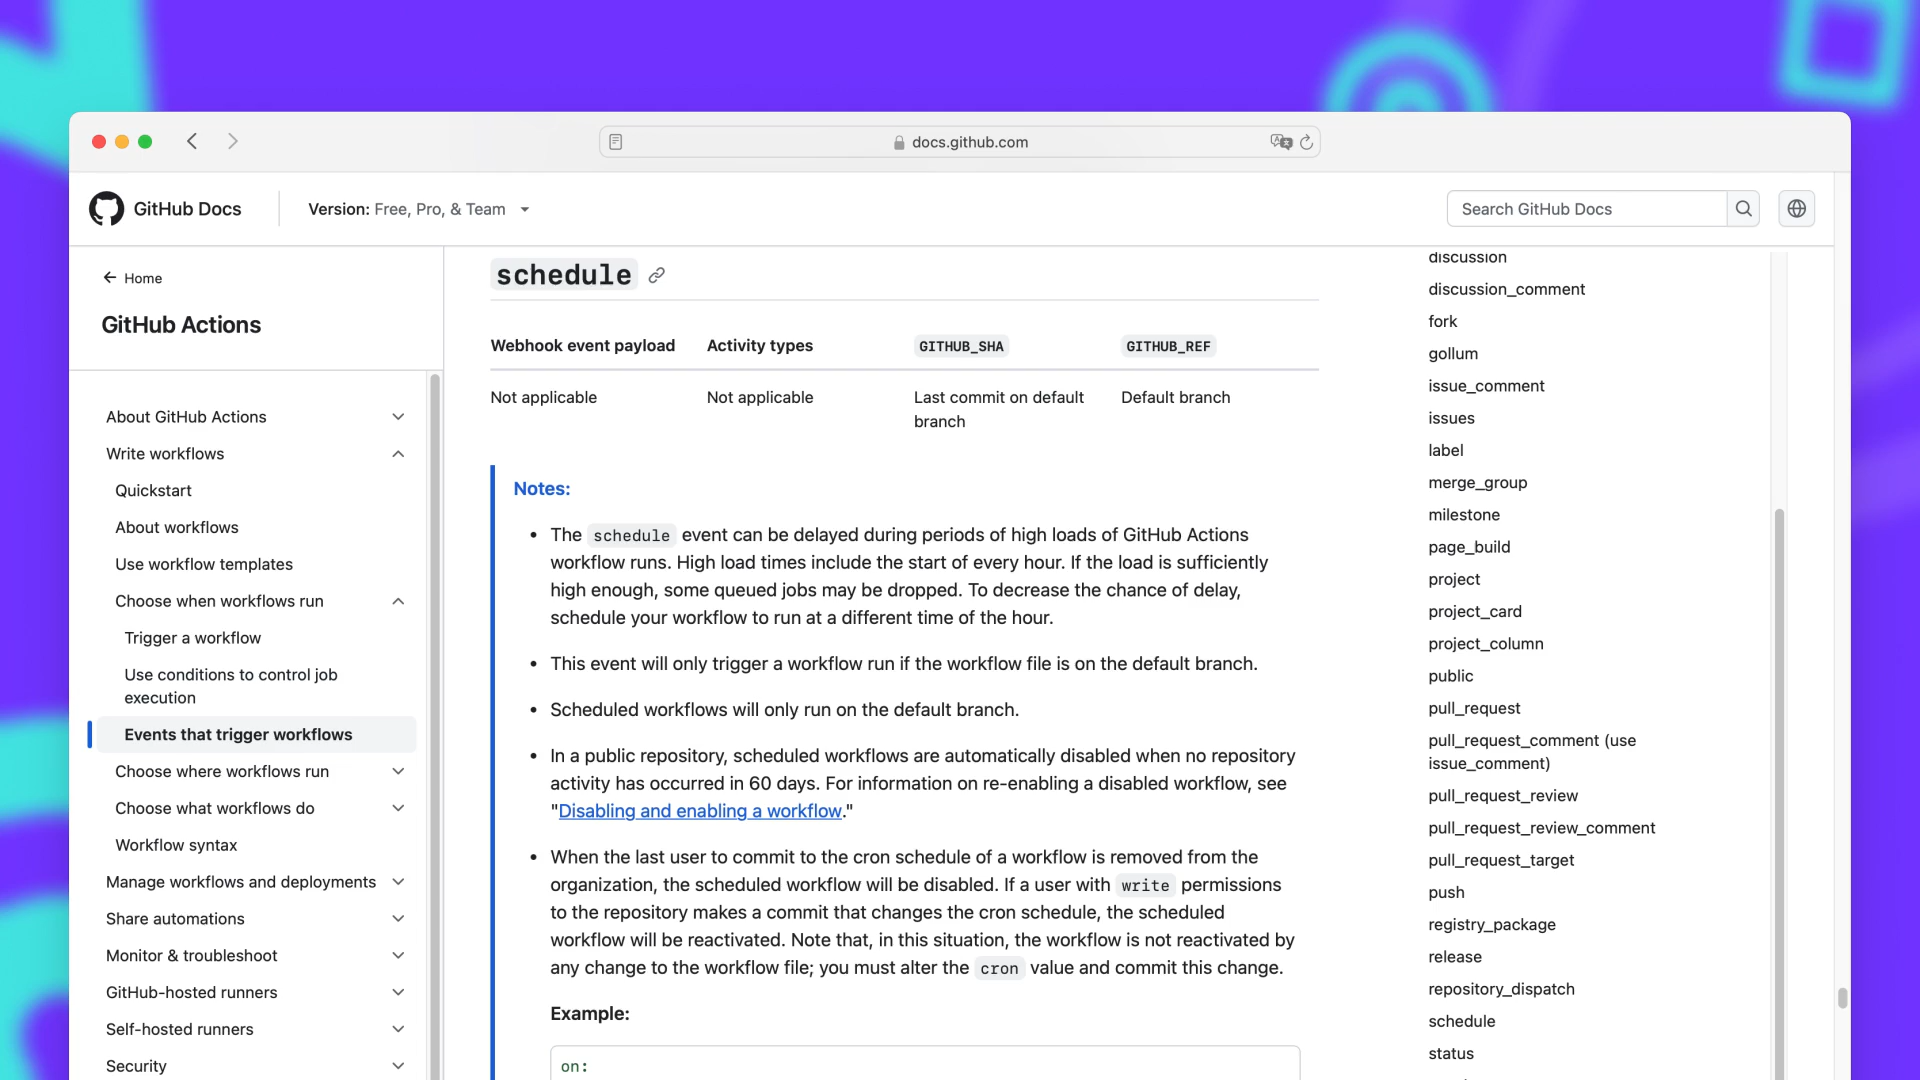 docs.github.com
GitHub Docs
Version: Free, Pro, & Team
Search GitHub Docs
Home
GitHub Actions
About GitHub Actions
Write workflows
Quickstart
About workflows
Use workflow templates
Choose when workflows run
Trigger a workflow
Use conditions to control job
execution
Events that trigger workflows
Choose where workflows run
Choose what workflows do
Workflow syntax
Manage workflows and deployments
Share automations
Monitor & troubleshoot
GitHub-hosted runners
Self-hosted runners
Security
schedule
Webhook event payload Activity types GITHUB_SHA GITHUB_REF
Not applicable Not applicable Last commit on default Default branch
branch
Notes:
• The schedule event can be delayed during periods of high loads of GitHub Actions
workflow runs. High load times include the start of every hour. If the load is sufficiently
high enough, some queued jobs may be dropped. To decrease the chance of delay,
schedule your workflow to run at a different time of the hour.
• This event will only trigger a workflow run if the workflow file is on the default branch.
• Scheduled workflows will only run on the default branch.
• In a public repository, scheduled workflows are automatically disabled when no repository
activity has occurred in 60 days. For information on re-enabling a disabled workflow, see
"Disabling and enabling a workflow."
• When the last user to commit to the cron schedule of a workflow is removed from the
organization, the scheduled workflow will be disabled. If a user with write permissions
to the repository makes a commit that changes the cron schedule, the scheduled
workflow will be reactivated. Note that, in this situation, the workflow is not reactivated by
any change to the workflow file; you must alter the cron value and commit this change.
Example:
on:
discussion
discussion_comment
fork
gollum
issue_comment
issues
label
merge_group
milestone
page_build
project
project_card
project_column
public
pull_request
pull_request_comment (use
issue_comment)
pull_request_review
pull_request_review_comment
pull_request_target
push
registry_package
release
repository_dispatch
schedule
status